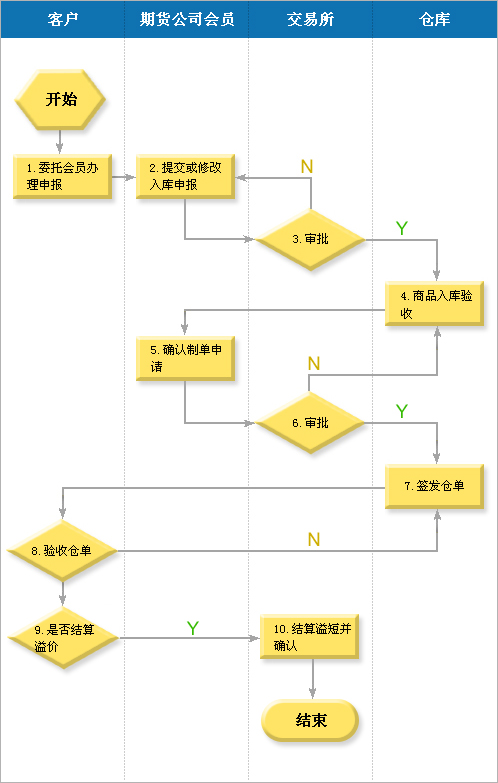 客户
期货公司会员
交易所
仓库
开始
1.委托会员办
理申报
2.提交或修改
入库申报
N
3.审批
Y
4.商品入库验
收
5.确认制单申
请
N
6.审批
Y
7.签发仓单
8.验收仓单
N
9.是否结算
溢价
Y
10.结算溢短并
确认
结束